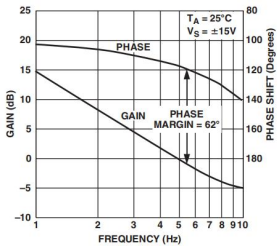 25
20
15
10
5
0
–5
–10
GAIN (dB)
1
2
3
4
5
6
7
8
9
10
FREQUENCY (Hz)
80
100
120
140
160
180
PHASE SHIFT (Degrees)
TA = 25°C
VS = ±15V
PHASE
GAIN
PHASE
MARGIN = 62°